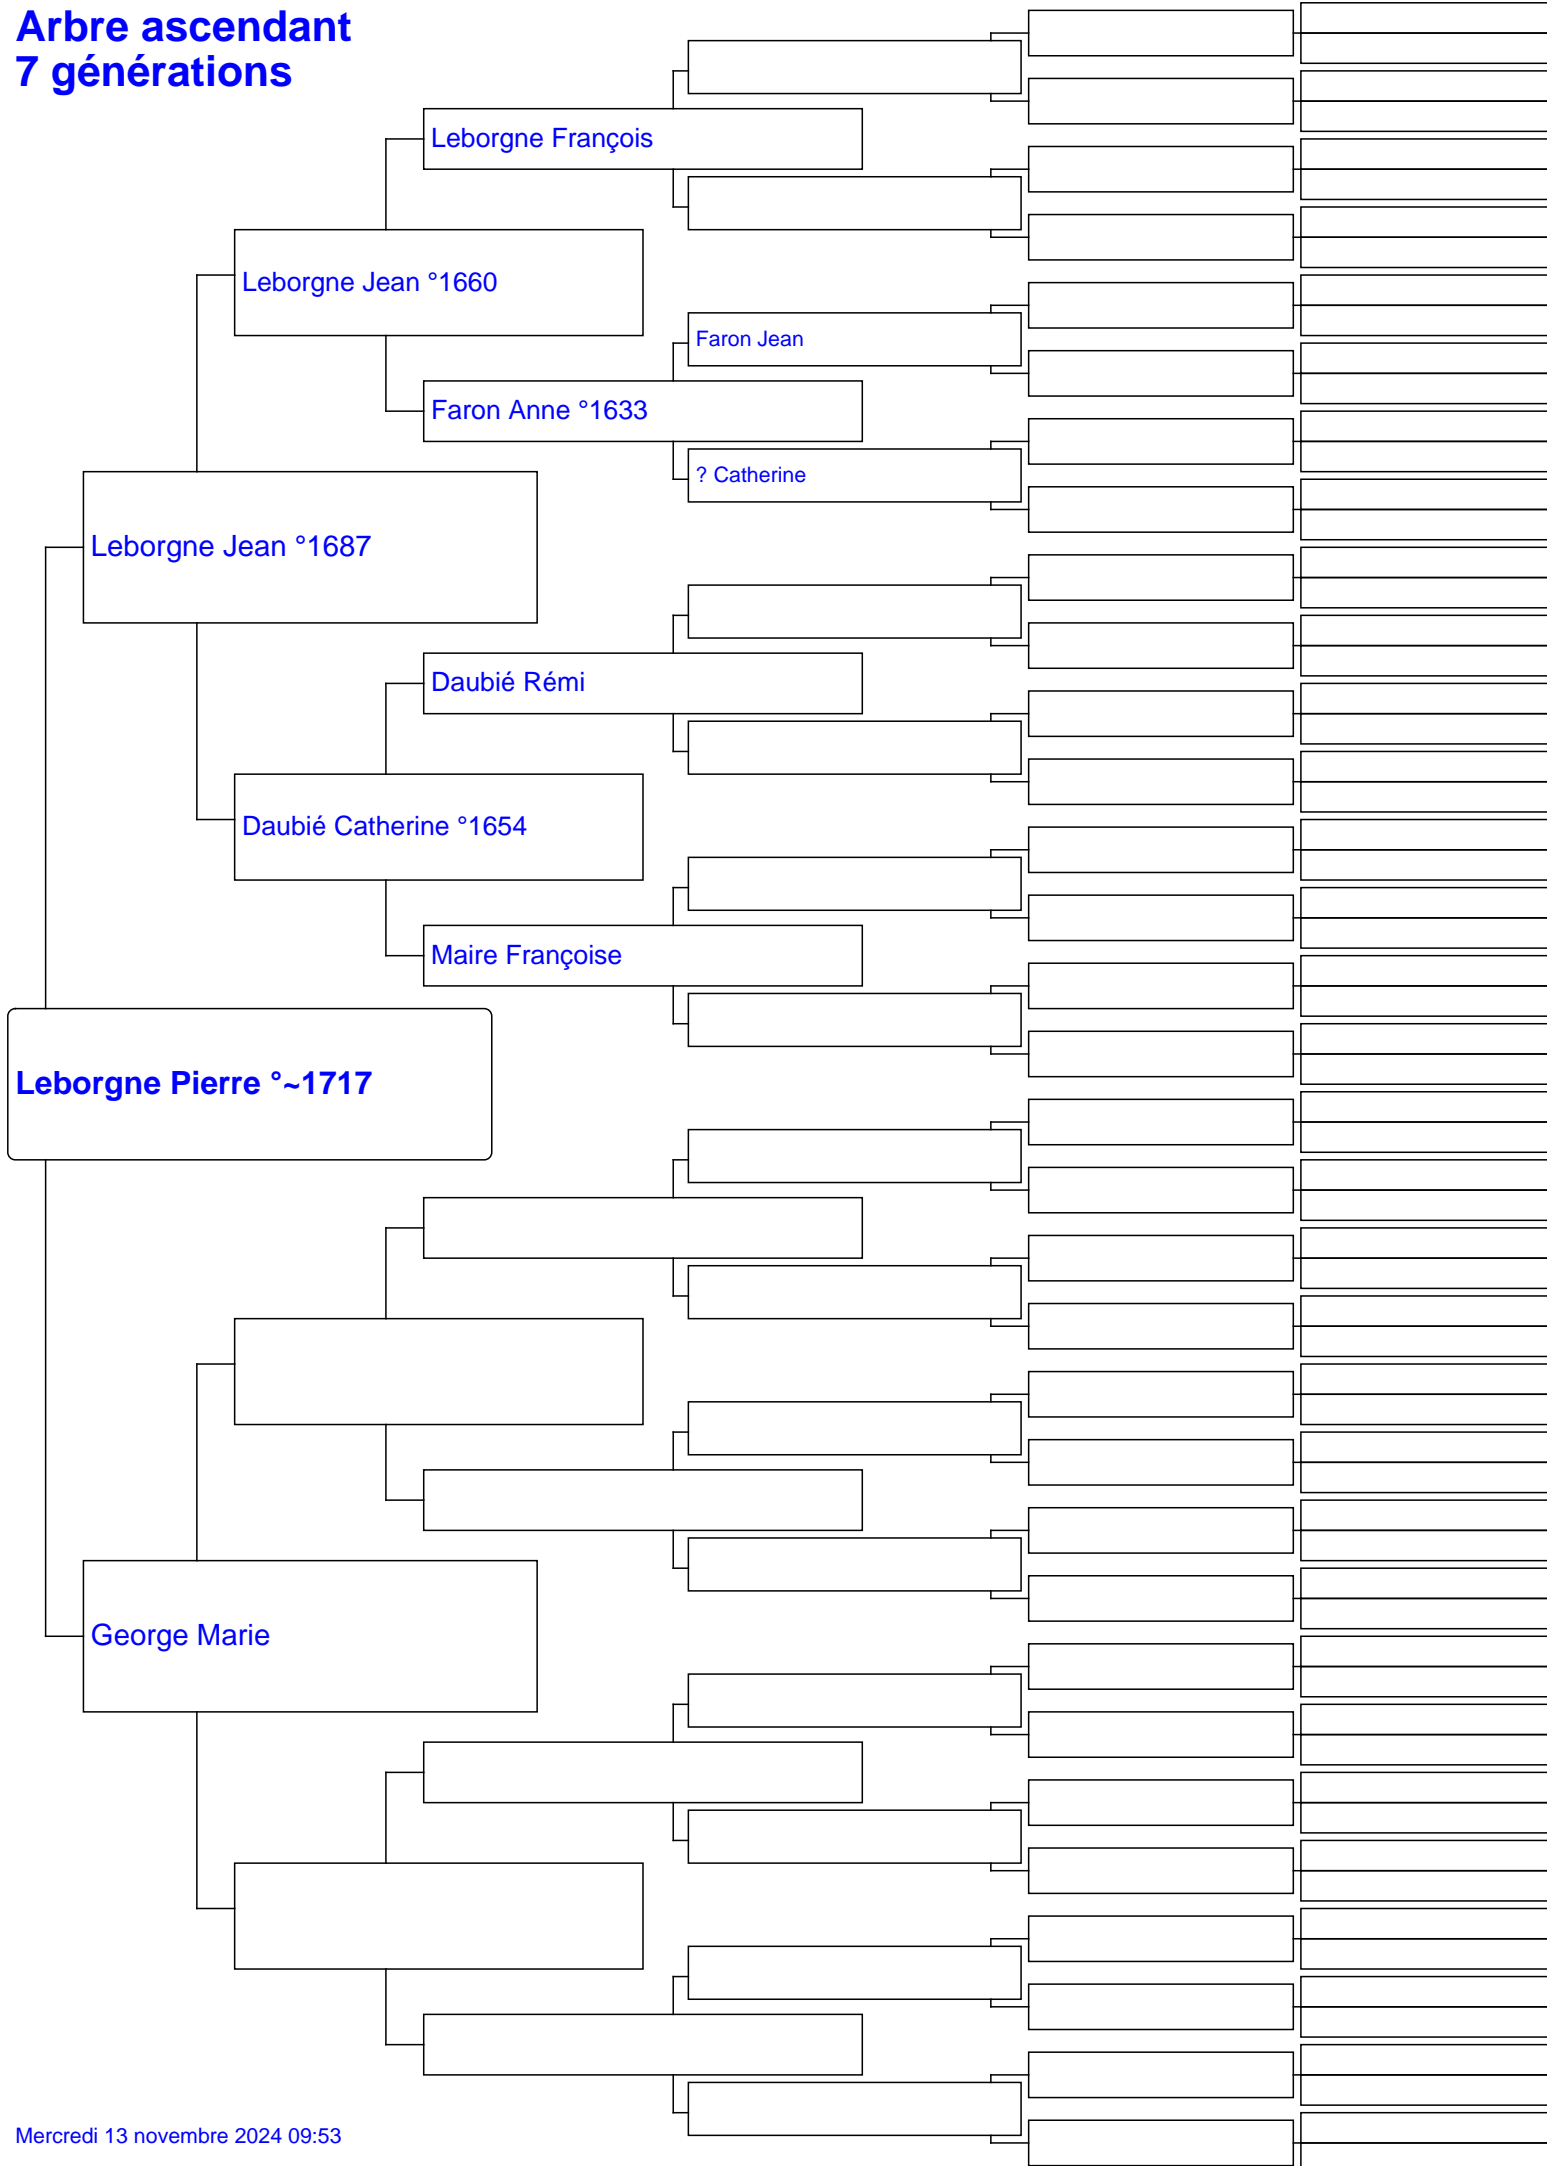 Arbre ascendant
7 générations
Leborgne François
Leborgne Jean °1660
Faron Jean
Faron Anne °1633
? Catherine
Leborgne Jean °1687
Daubié Rémi
Daubié Catherine °1654
Maire Françoise
Leborgne Pierre °~1717
George Marie
Mercredi 13 novembre 2024 09:53